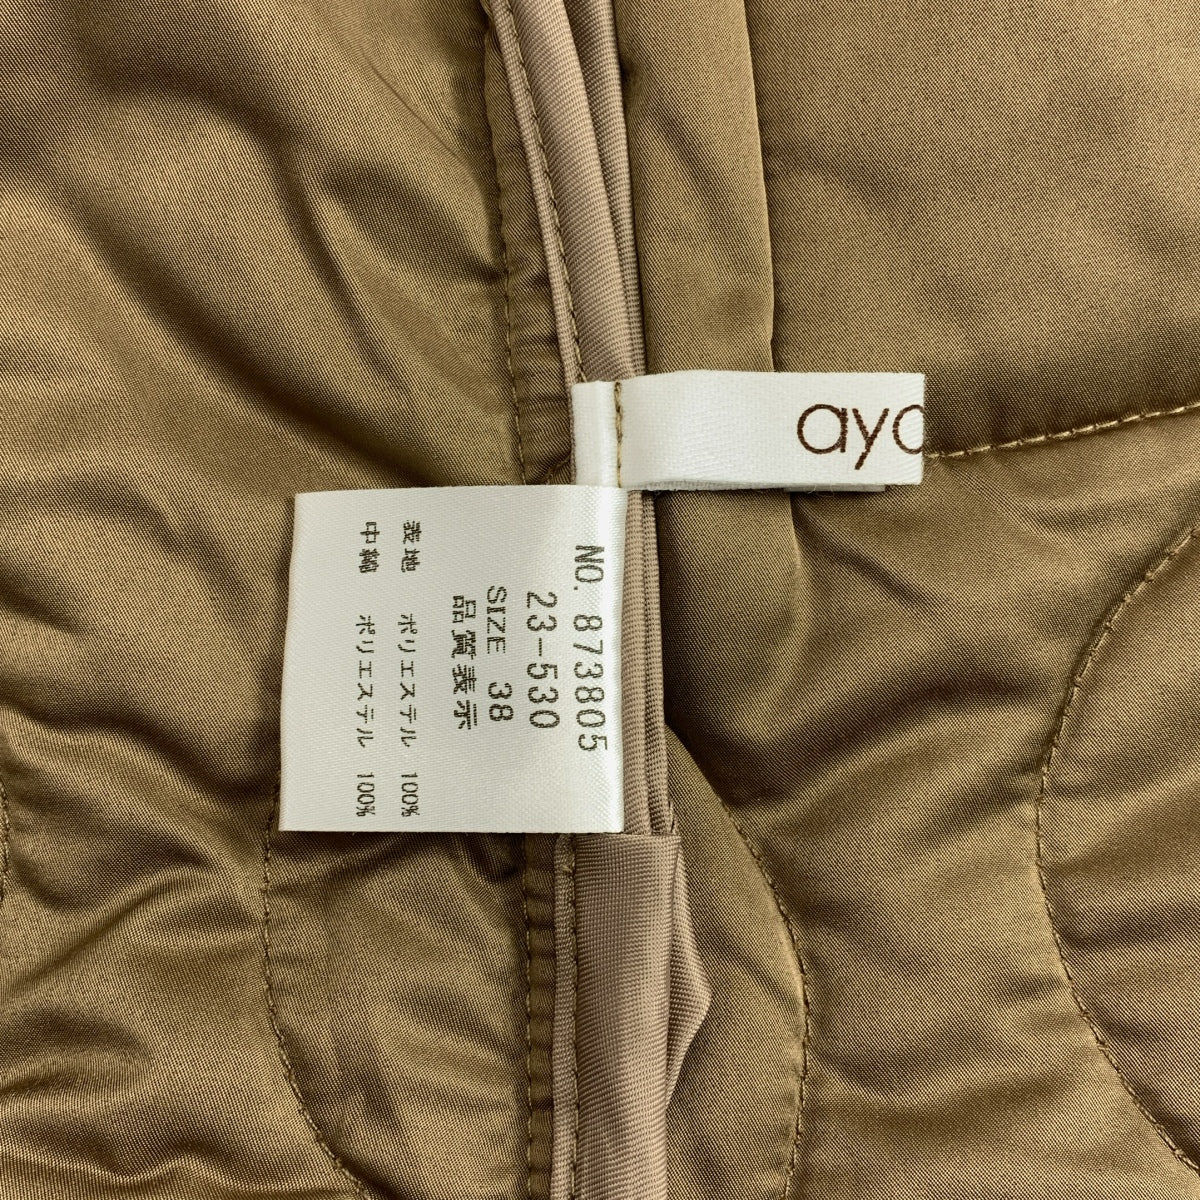 ayc
NO. 873805
23-530
SIZE 38
品質表示
表地 ポリエステル 100%
中綿 ポリエステル 100%